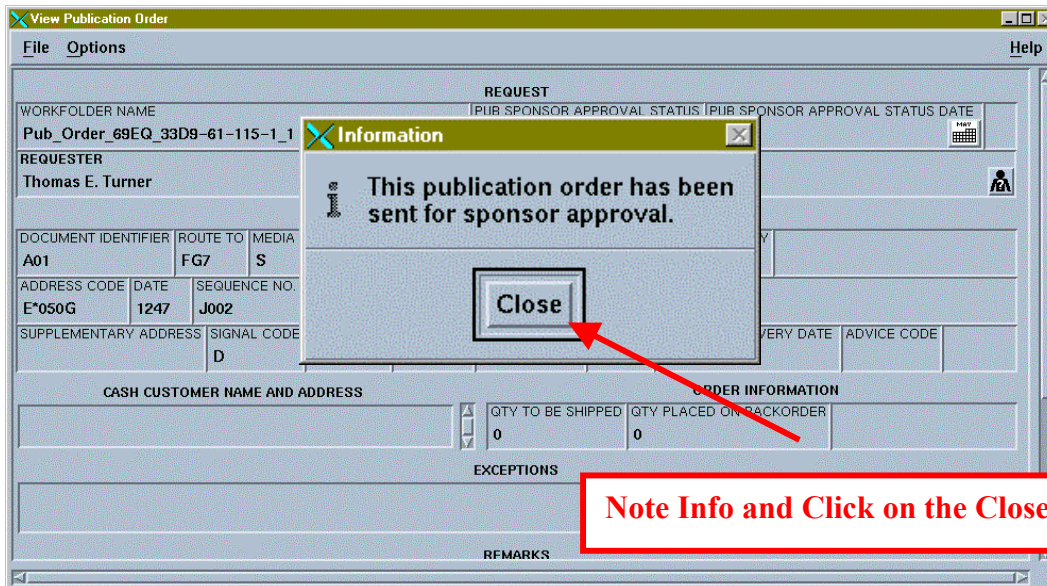 View Publication Order
File Options Help
REQUEST
WORKFOLDER NAME PUB SPONSOR APPROVAL STATUS PUB SPONSOR APPROVAL STATUS DATE
Pub_Order_69EQ_33D9-61-115-1_1 MAY
REQUESTER
Thomas E. Turner
Information
This publication order has been
sent for sponsor approval.
Close
DOCUMENT IDENTIFIER ROUTE TO MEDIA
A01 FG7 S
ADDRESS CODE DATE SEQUENCE NO.
E*050G 1247 J002
SUPPLEMENTARY ADDRESS SIGNAL CODE DATE ADVICE CODE
D
CASH CUSTOMER NAME AND ADDRESS ORDER INFORMATION
QTY TO BE SHIPPED QTY PLACED ON BACKORDER
0 0
EXCEPTIONS
Note Info and Click on the Close
REMARKS